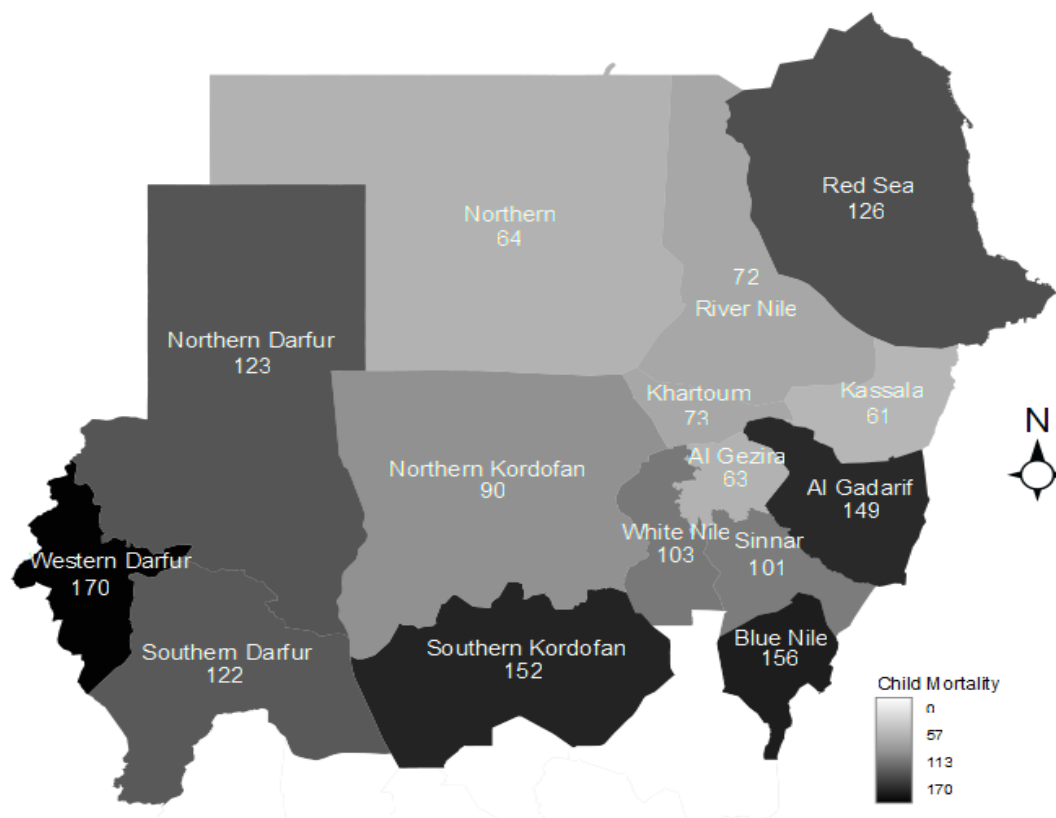 Red Sea
126
Northern
64
72
River Nile
Northern Darfur
123
Khartoum
73
Kassala
61
N
Al Gezira
63
Northern Kordofan
90
Al Gadarif
149
White Nile
103
Sinnar
101
Western Darfur
170
Southern Darfur
122
Southern Kordofan
152
Blue Nile
156
Child Mortality
0
57
113
170